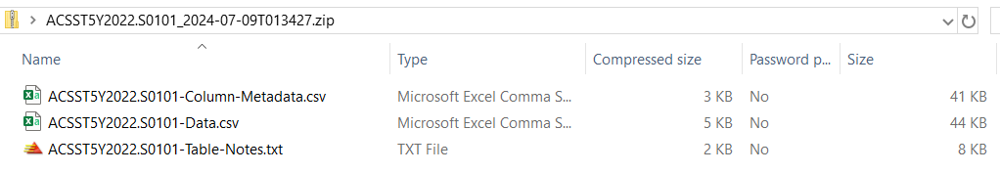 ACSST5Y2022.S0101_2024-07-09T013427.zip
Name Type Compressed size Password p... Size
ACSST5Y2022.S0101-Column-Metadata.csv Microsoft Excel Comma S... 3 KB No 41 KB
ACSST5Y2022.S0101-Data.csv Microsoft Excel Comma S... 5 KB No 44 KB
ACSST5Y2022.S0101-Table-Notes.txt TXT File 2 KB No 8 KB